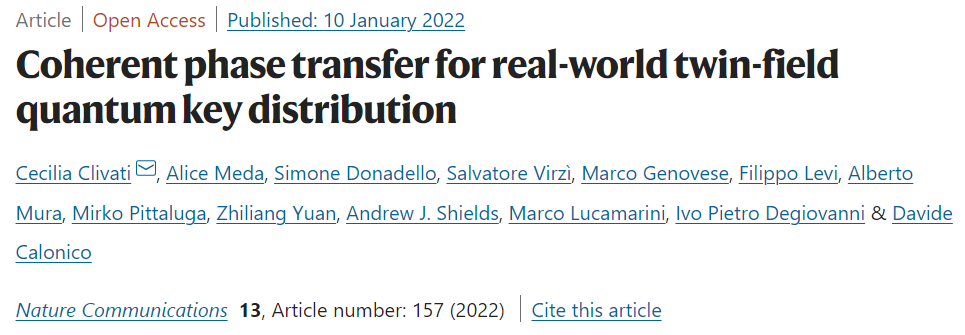 Article Open Access Published: 10 January 2022
Coherent phase transfer for real-world twin-field
quantum key distribution
Cecilia Clivati, Alice Meda, Simone Donadello, Salvatore Virzì, Marco Genovese, Filippo Levi, Alberto
Mura, Mirko Pittaluga, Zhiliang Yuan, Andrew J. Shields, Marco Lucamarini, Ivo Pietro Degiovanni & Davide
Calonico
Nature Communications 13, Article number: 157 (2022) Cite this article